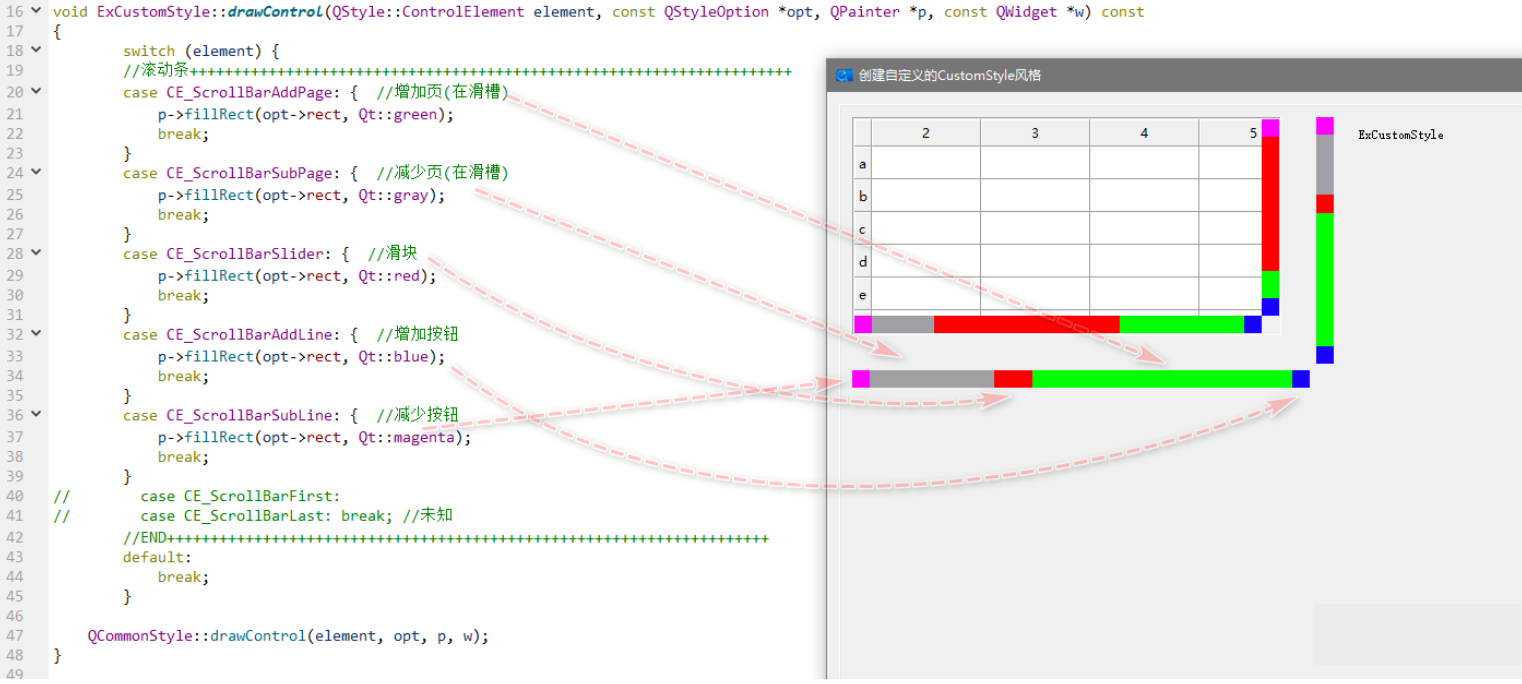 16 void ExCustomStyle::drawControl(QStyle::ControlElement element, const QStyleOption *opt, QPainter *p, const QWidget *w) const
17 {
18 switch (element) {
19 //滚动条++++++++++++++++++++++++++++++++++++++++++++++++++++++++++++++++++++++
20 case CE_ScrollBarAddPage: { //增加页(在滑槽)
21 p->fillRect(opt->rect, Qt::green);
22 break;
23 }
24 case CE_ScrollBarSubPage: { //减少页(在滑槽)
25 p->fillRect(opt->rect, Qt::gray);
26 break;
27 }
28 case CE_ScrollBarSlider: { //滑块
29 p->fillRect(opt->rect, Qt::red);
30 break;
31 }
32 case CE_ScrollBarAddLine: { //增加按钮
33 p->fillRect(opt->rect, Qt::blue);
34 break;
35 }
36 case CE_ScrollBarSubLine: { //减少按钮
37 p->fillRect(opt->rect, Qt::magenta);
38 break;
39 }
40 // case CE_ScrollBarFirst:
41 // case CE_ScrollBarLast: break; //未知
42 //END++++++++++++++++++++++++++++++++++++++++++++++++++++++++++++++++++++++
43 default:
44 break;
45 }
46
47 QCommonStyle::drawControl(element, opt, p, w);
48 }
49
创建自定义的CustomStyle风格
2 3 4 5
a
b
c
d
e
ExCustomStyle